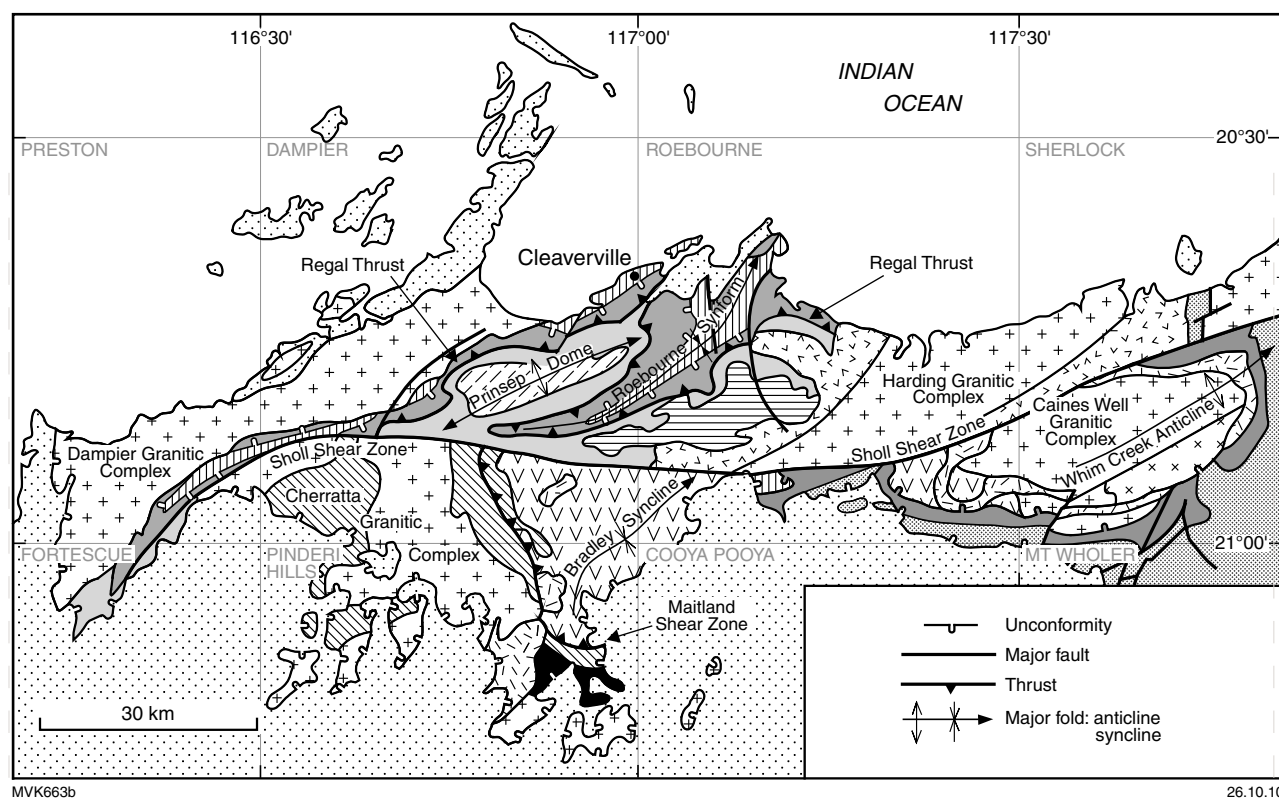 116°30'
117°00'
117°30'
INDIAN
OCEAN
20°30'
PRESTON
DAMPIER
ROEBOURNE
SHERLOCK
Cleaverville
Regal Thrust
Regal Thrust
Prinsep Dome
Roebourne Synform
Harding Granitic
Complex
Caines Well
Granitic
Complex
Whim Creek Anticline
Dampier Granitic
Complex
Sholl Shear Zone
Sholl Shear Zone
Cherratta
Granitic
Complex
Bradley Syncline
FORTESCUE
PINDERI
HILLS
COOYA POOYA
MT WHOLER
21°00'
Maitland
Shear Zone
30 km
Unconformity
Major fault
Thrust
Major fold: anticline
syncline
MVK663b
26.10.10